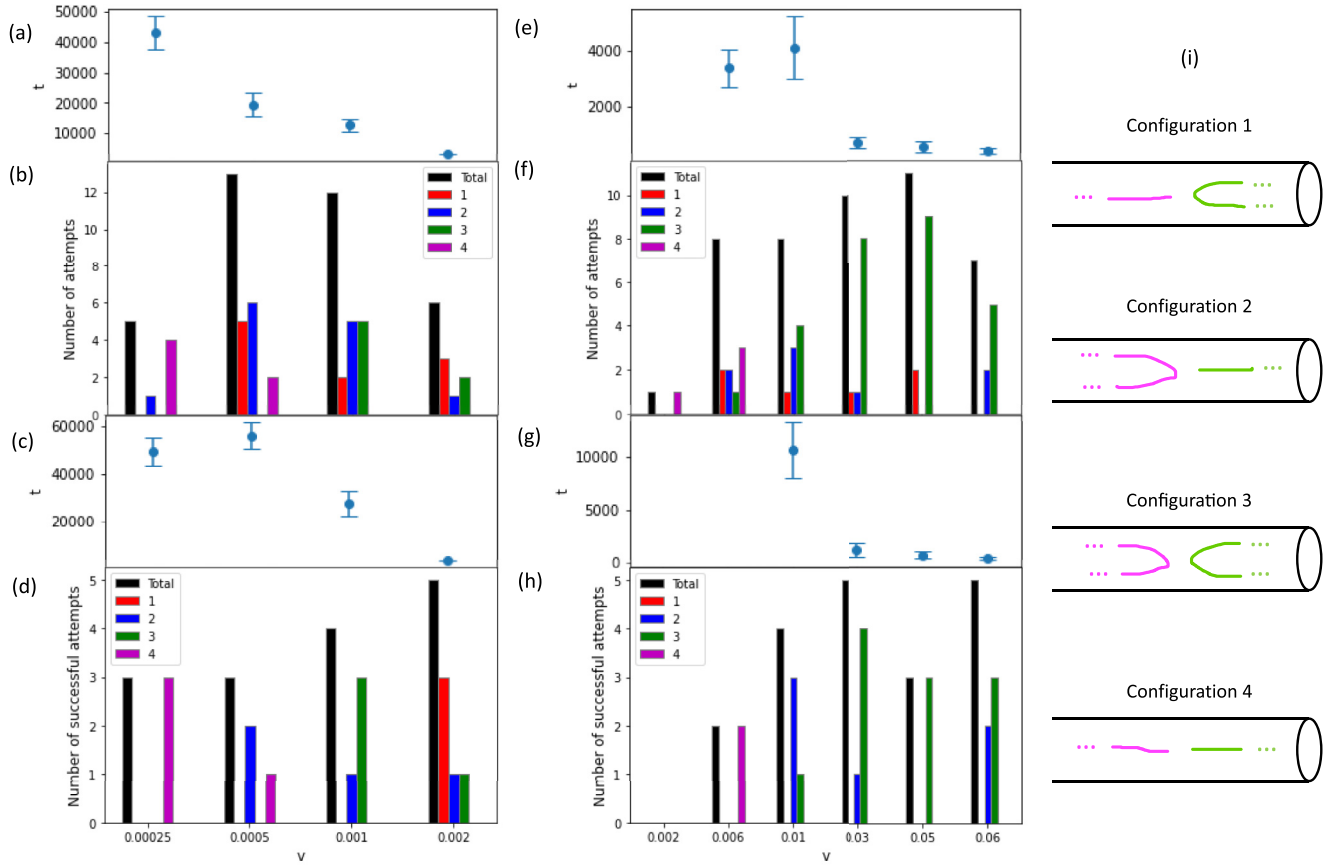 (a)
50000
40000
30000
20000
10000
t
(b)
12
10
8
6
4
2
0
Number of attempts
Total
1
2
3
4
(c)
60000
40000
20000
t
(d)
5
4
3
2
1
0
Number of successful attempts
Total
1
2
3
4
0.00025 0.0005 0.001 0.002
v
(e)
4000
2000
t
(f)
10
8
6
4
2
0
Number of attempts
Total
1
2
3
4
(g)
10000
5000
0
t
(h)
5
4
3
2
1
0
Number of successful attempts
Total
1
2
3
4
0.002 0.006 0.01 0.03 0.05 0.06
v
(i)
Configuration 1
Configuration 2
Configuration 3
Configuration 4